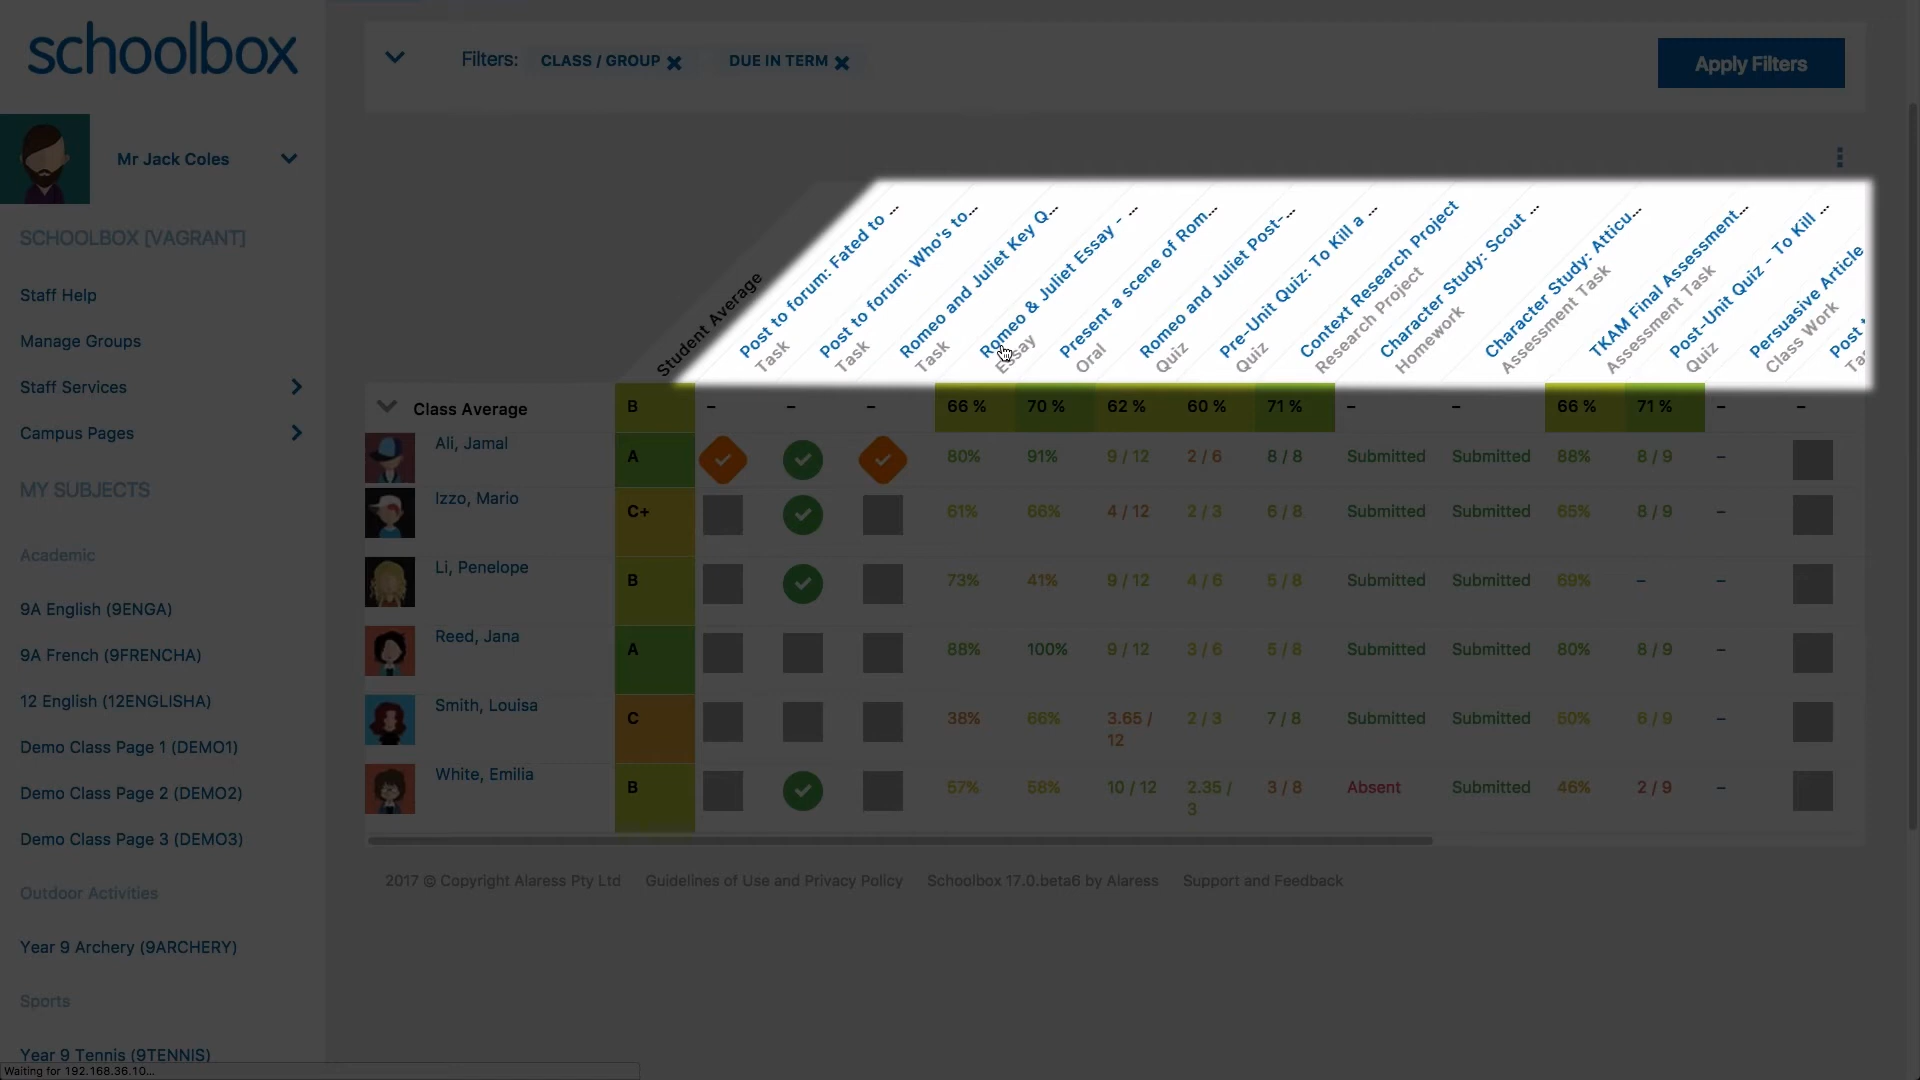 schoolbox
Filters: CLASS / GROUP DUE IN TERM
Apply Filters
Mr Jack Coles
SCHOOLBOX [VAGRANT]
Staff Help
Manage Groups
Staff Services
Campus Pages
MY SUBJECTS
Academic
9A English (9ENGA)
9A French (9FRENCHA)
12 English (12ENGLISHA)
Demo Class Page 1 (DEMO1)
Demo Class Page 2 (DEMO2)
Demo Class Page 3 (DEMO3)
Outdoor Activities
Year 9 Archery (9ARCHERY)
Sports
Year 9 Tennis (9TENNIS)
Waiting for 192.168.36.10...
Student Average
Post to forum: Fated to ...
Task
Post to forum: Who's to...
Task
Romeo and Juliet Key Q...
Task
Romeo & Juliet Essay - ...
Essay
Present a scene of Rom...
Oral
Romeo and Juliet Post-...
Quiz
Pre-Unit Quiz: To Kill a ...
Quiz
Context Research Project
Research Project
Character Study: Scout ...
Homework
Character Study: Atticu...
Assessment Task
TKAM Final Assessment...
Assessment Task
Post-Unit Quiz - To Kill ...
Quiz
Persuasive Article
Class Work
Post
Class Average B – – – 66 % 70 % 62 % 60 % 71 % – – 66 % 71 % – –
Ali, Jamal A 80% 91% 9 / 12 2 / 6 8 / 8 Submitted Submitted 88% 8 / 9 –
Izzo, Mario C+ 61% 66% 4 / 12 2 / 3 6 / 8 Submitted Submitted 65% 8 / 9 –
Li, Penelope B 73% 41% 9 / 12 4 / 6 5 / 8 Submitted Submitted 69% – –
Reed, Jana A 88% 100% 9 / 12 3 / 6 5 / 8 Submitted Submitted 80% 8 / 9 –
Smith, Louisa C 38% 66% 3.65 / 12 2 / 3 7 / 8 Submitted Submitted 50% 6 / 9 –
White, Emilia B 57% 58% 10 / 12 2.35 / 3 3 / 8 Absent Submitted 46% 2 / 9 –
2017 © Copyright Alaress Pty Ltd Guidelines of Use and Privacy Policy Schoolbox 17.0.beta6 by Alaress Support and Feedback